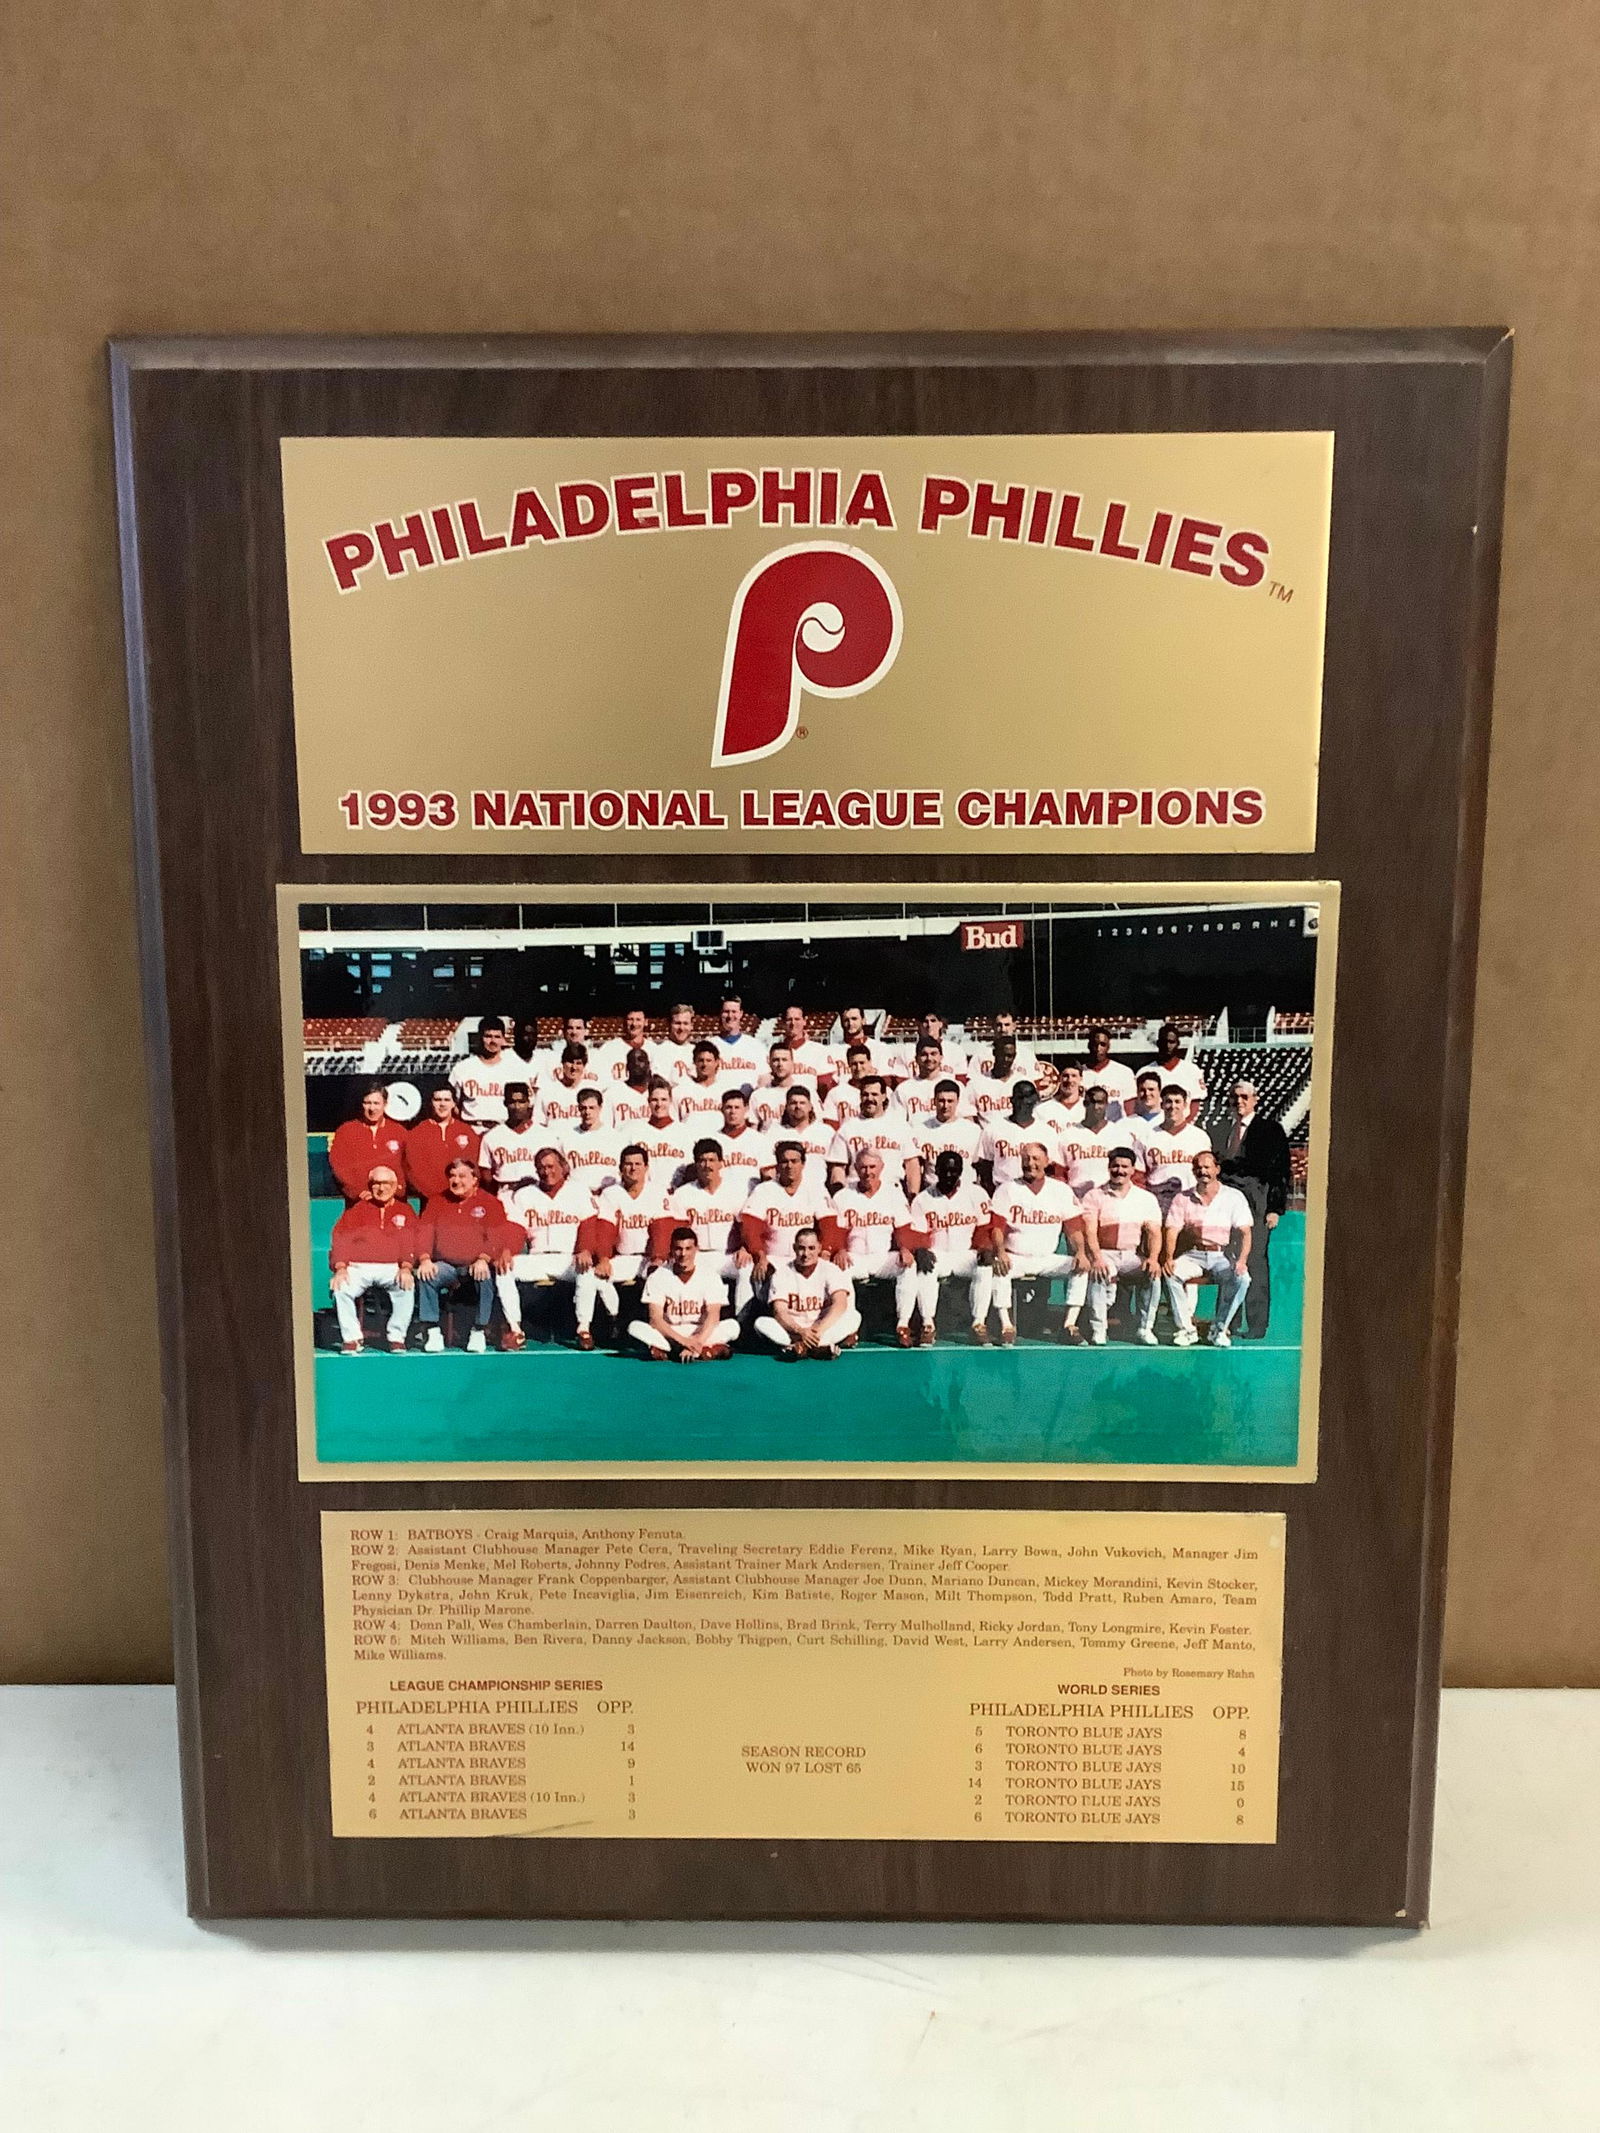 PHILADELPHIA PHILLIES TM
P
®
1993 NATIONAL LEAGUE CHAMPIONS
Bud
1 2 3 4 5 6 7 8 9 10 R H E
ROW 1: BATBOYS - Craig Marquis, Anthony Fenuta
ROW 2: Assistant Clubhouse Manager Pete Cera, Traveling Secretary Eddie Ferenz, Mike Ryan, Larry Bowa, John Vukovich, Manager Jim
Fregosi, Denis Menke, Mel Roberts, Johnny Podres, Assistant Trainer Mark Andersen, Trainer Jeff Cooper.
ROW 3: Clubhouse Manager Frank Coppenbarger, Assistant Clubhouse Manager Joe Dunn, Mariano Duncan, Mickey Morandini, Kevin Stocker,
Lenny Dykstra, John Kruk, Pete Incaviglia, Jim Eisenreich, Kim Batiste, Roger Mason, Milt Thompson, Todd Pratt, Ruben Amaro, Team
Physician Dr. Phillip Marone.
ROW 4: Donn Pall, Wes Chamberlain, Darren Daulton, Dave Hollins, Brad Brink, Terry Mulholland, Ricky Jordan, Tony Longmire, Kevin Foster.
ROW 5: Mitch Williams, Ben Rivera, Danny Jackson, Bobby Thigpen, Curt Schilling, David West, Larry Andersen, Tommy Greene, Jeff Manto,
Mike Williams.
Photo by Rosemary Rahn
LEAGUE CHAMPIONSHIP SERIES
PHILADELPHIA PHILLIES OPP.
4 ATLANTA BRAVES (10 Inn.) 3
3 ATLANTA BRAVES 14
4 ATLANTA BRAVES 9
2 ATLANTA BRAVES 1
4 ATLANTA BRAVES (10 Inn.) 3
6 ATLANTA BRAVES 3
SEASON RECORD
WON 97 LOST 65
WORLD SERIES
PHILADELPHIA PHILLIES OPP.
5 TORONTO BLUE JAYS 8
6 TORONTO BLUE JAYS 4
3 TORONTO BLUE JAYS 10
14 TORONTO BLUE JAYS 15
2 TORONTO BLUE JAYS 0
6 TORONTO BLUE JAYS 8